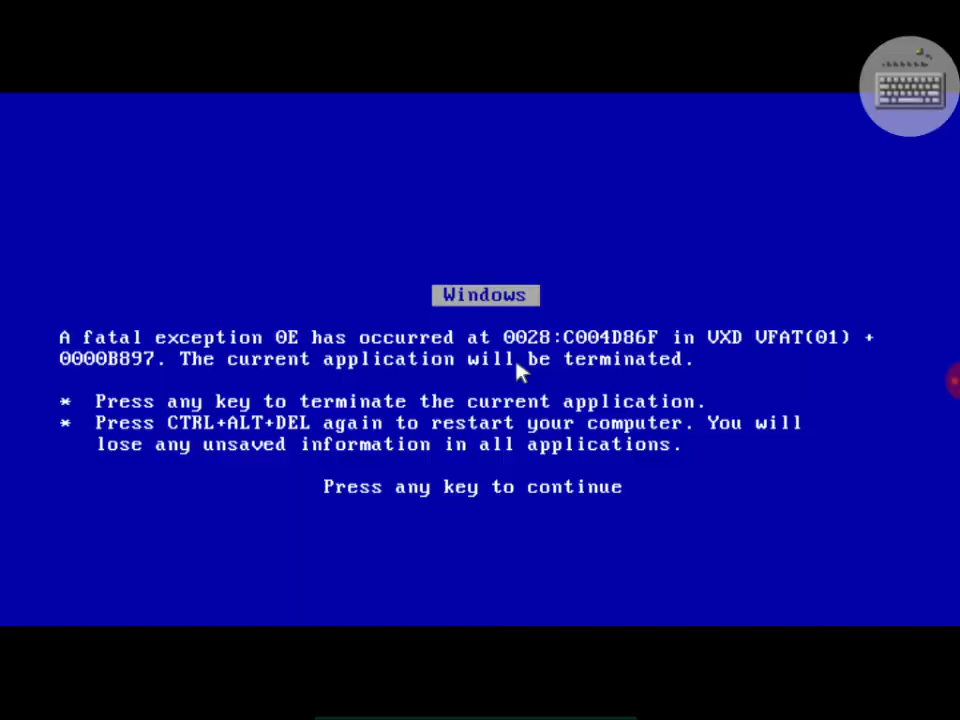 Windows
A fatal exception 0E has occurred at 0028:C004D86F in VXD VFAT(01) +
0000B897. The current application will be terminated.
* Press any key to terminate the current application.
* Press CTRL+ALT+DEL again to restart your computer. You will
lose any unsaved information in all applications.
Press any key to continue